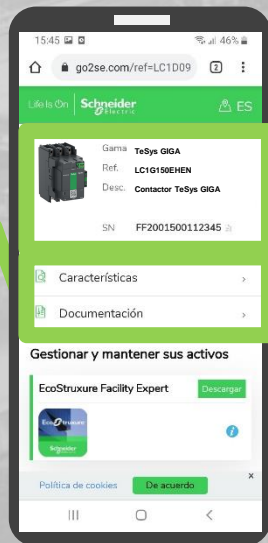 15:45 46%
go2se.com/ref=LC1D09 2
Life Is On Schneider Electric ES
Gama TeSys GIGA
Ref. LC1G150EHEN
Desc. Contactor TeSys GIGA
SN FF2001500112345
Características
Documentación
Gestionar y mantener sus activos
EcoStruxure Facility Expert Descargar
EcoStruxure
Schneider
Política de cookies De acuerdo x